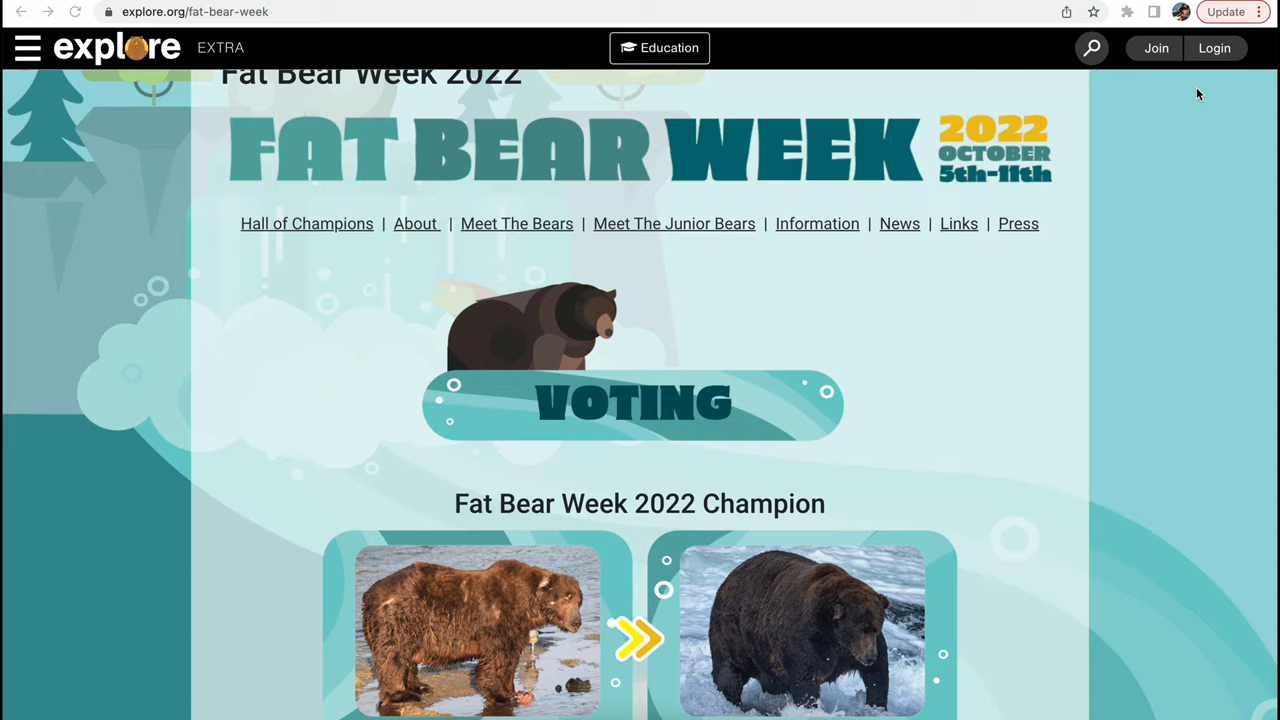 explore.org/fat-bear-week
Update
explore EXTRA
Education
Join Login
Fat Bear Week 2022
FAT BEAR WEEK
2022
OCTOBER
5th-11th
Hall of Champions | About | Meet The Bears | Meet The Junior Bears | Information | News | Links | Press
VOTING
Fat Bear Week 2022 Champion